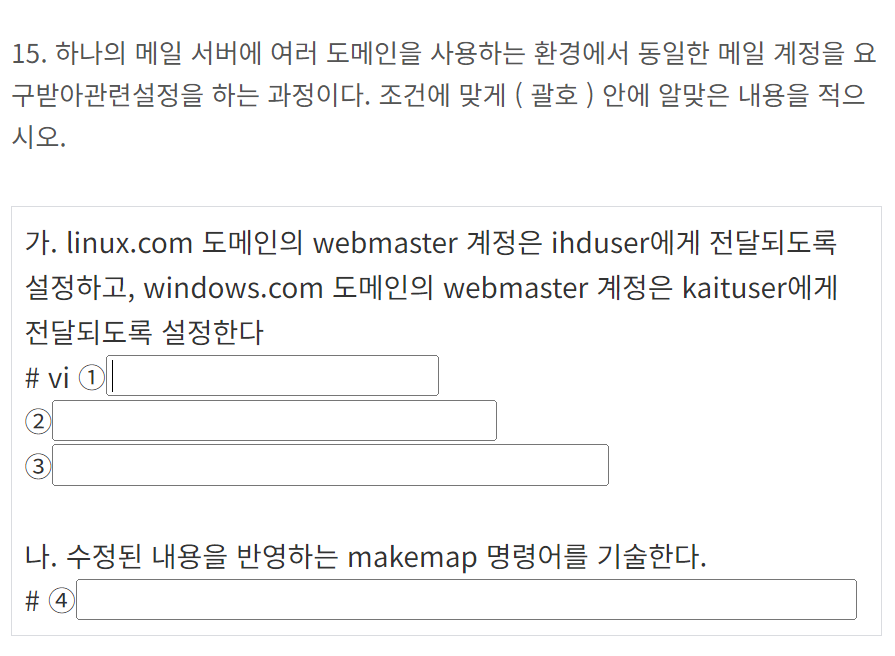 15. 하나의 메일 서버에 여러 도메인을 사용하는 환경에서 동일한 메일 계정을 요
구받아관련설정을 하는 과정이다. 조건에 맞게 ( 괄호 ) 안에 알맞은 내용을 적으
시오.
가. linux.com 도메인의 webmaster 계정은 ihduser에게 전달되도록
설정하고, windows.com 도메인의 webmaster 계정은 kaituser에게
전달되도록 설정한다
# vi ①
②
③
나. 수정된 내용을 반영하는 makemap 명령어를 기술한다.
# ④